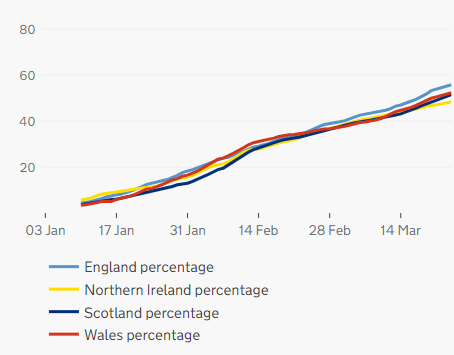 80
60
40
20
03 Jan 17 Jan 31 Jan 14 Feb 28 Feb 14 Mar
England percentage
Northern Ireland percentage
Scotland percentage
Wales percentage